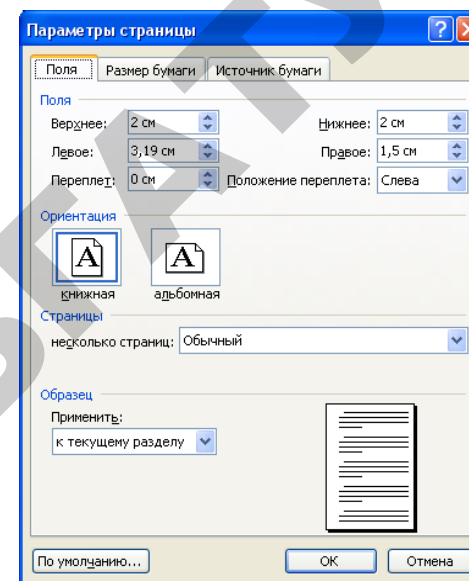 Параметры страницы
Поля Размер бумаги Источник бумаги
Поля
Верхнее: 2 см Нижнее: 2 см
Левое: 3,19 см Правое: 1,5 см
Переплет: 0 см Положение переплета: Слева
Ориентация
A A
книжная альбомная
Страницы
несколько страниц: Обычный
Образец
Применить:
к текущему разделу
По умолчанию... ОК Отмена
БГАТУ